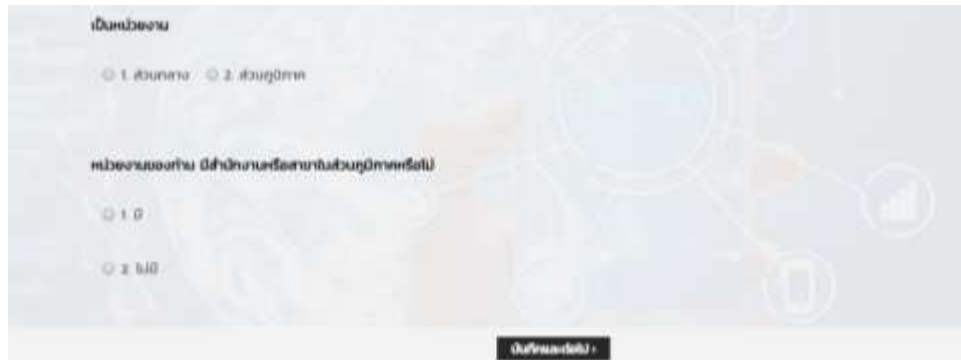 เป็นหน่วยงาน
1. ส่วนกลาง 2. ส่วนภูมิภาค
หน่วยงานของท่าน มีสำนักงานหรือสาขาในส่วนภูมิภาคหรือไม่
1. มี
2. ไม่มี
บันทึกและต่อไป ›